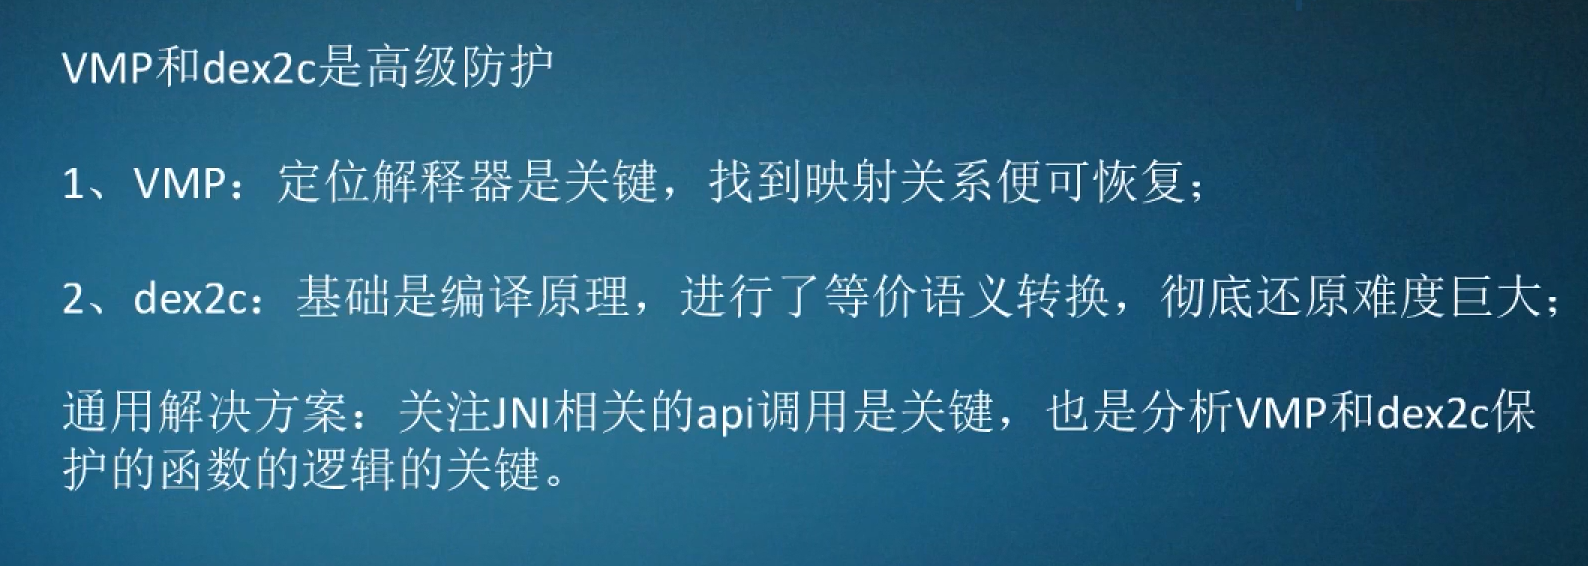 VMP和dex2c是高级防护
1、VMP：定位解释器是关键，找到映射关系便可恢复；
2、dex2c：基础是编译原理，进行了等价语义转换，彻底还原难度巨大；
通用解决方案：关注JNI相关的api调用是关键，也是分析VMP和dex2c保
护的函数的逻辑的关键。